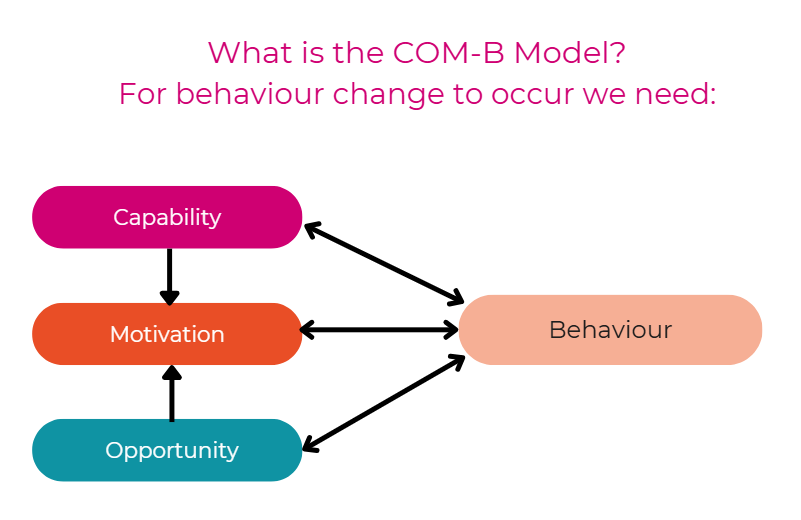 What is the COM-B Model?
For behaviour change to occur we need:
Capability
Motivation
Behaviour
Opportunity